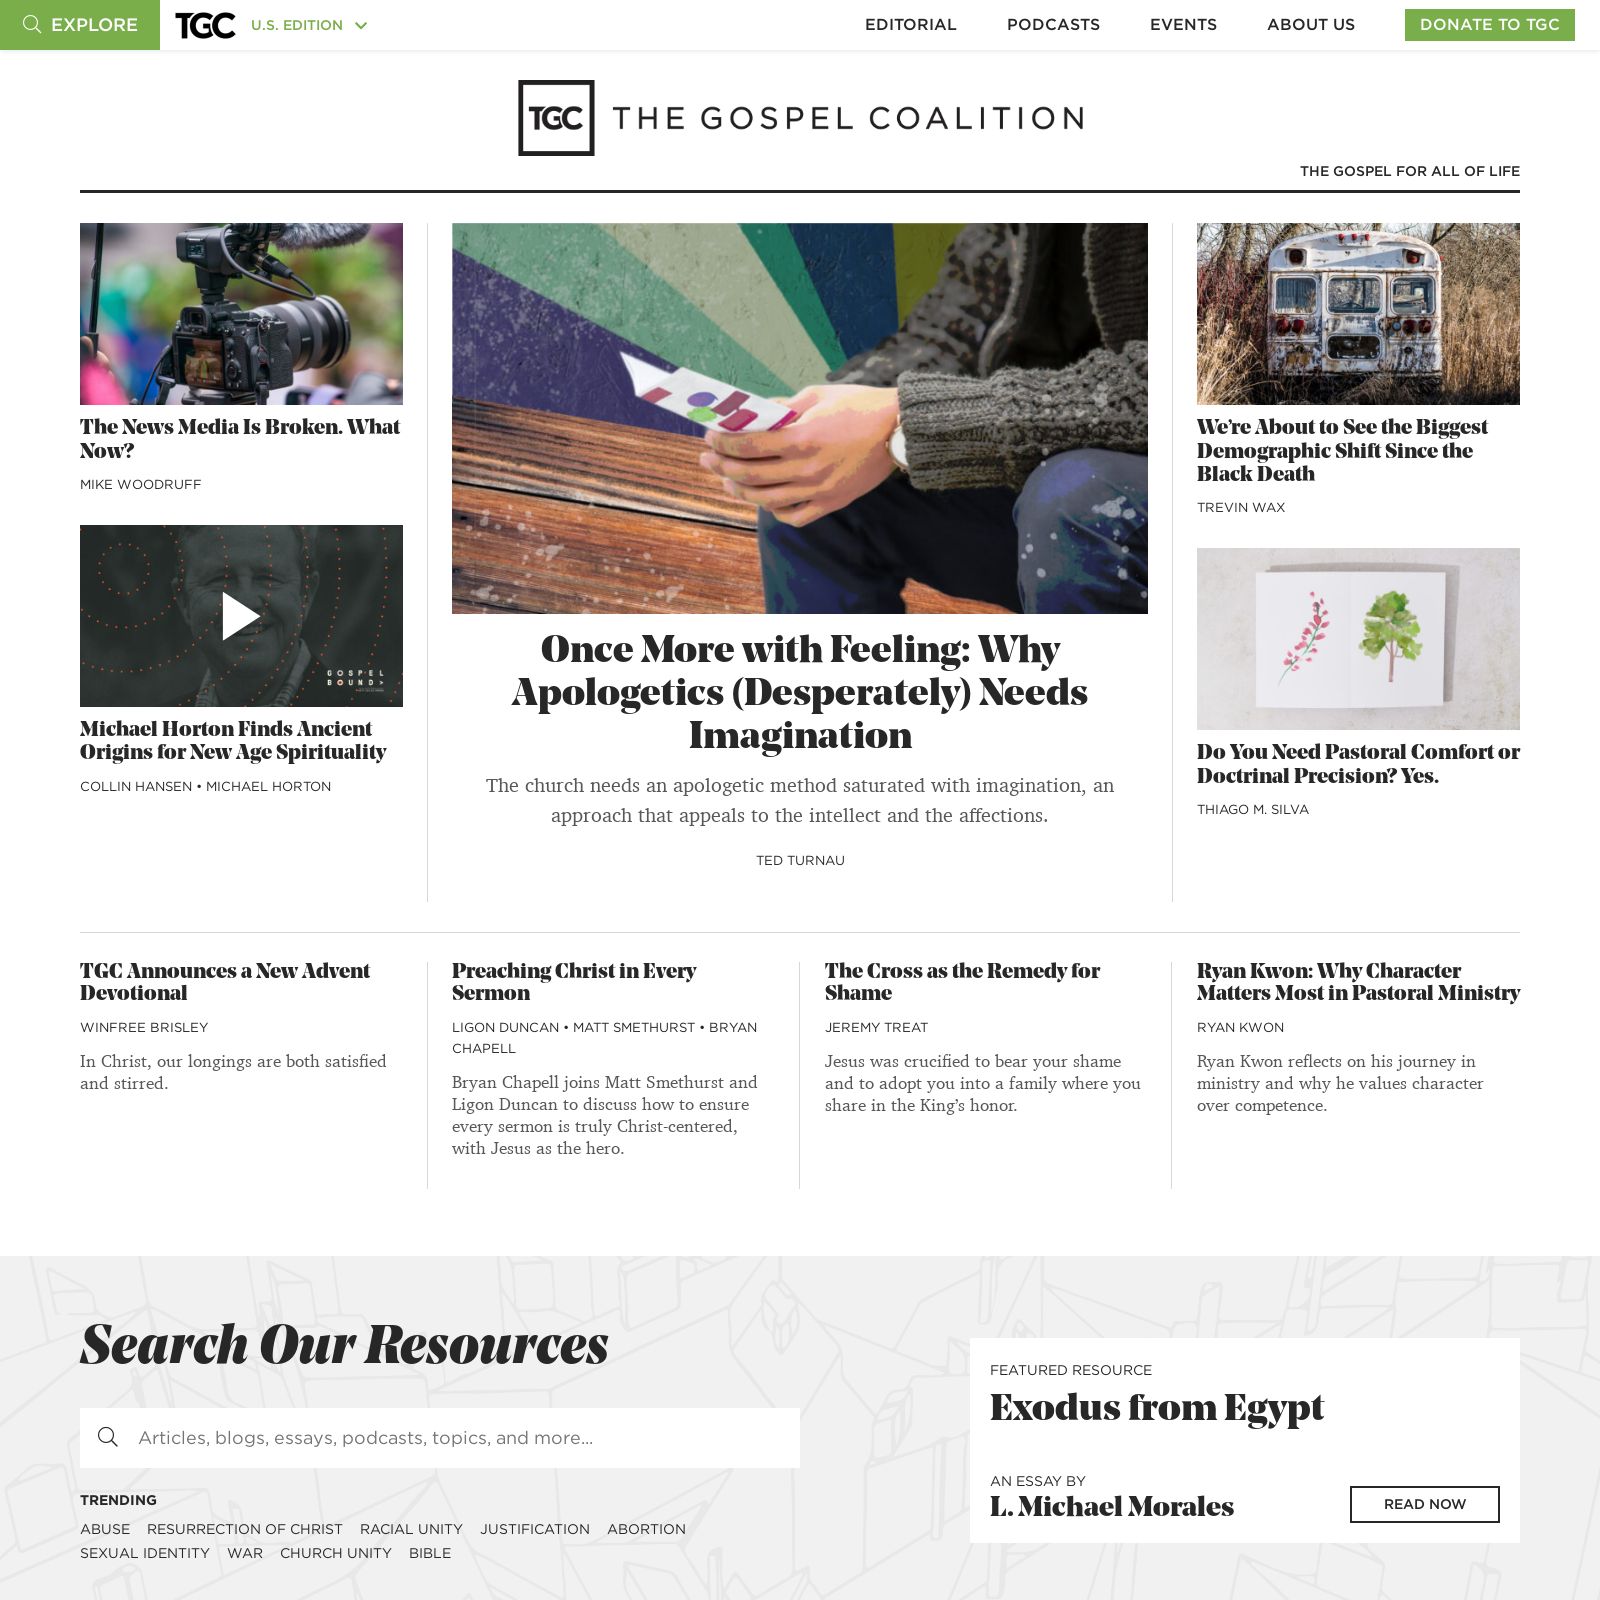 EXPLORE
TGC
U.S. EDITION
EDITORIAL
PODCASTS
EVENTS
ABOUT US
DONATE TO TGC
TGC THE GOSPEL COALITION
THE GOSPEL FOR ALL OF LIFE
The News Media Is Broken. What
Now?
MIKE WOODRUFF
GOSPEL
BOUND>
Michael Horton Finds Ancient
Origins for New Age Spirituality
COLLIN HANSEN • MICHAEL HORTON
Once More with Feeling: Why
Apologetics (Desperately) Needs
Imagination
The church needs an apologetic method saturated with imagination, an
approach that appeals to the intellect and the affections.
TED TURNAU
We’re About to See the Biggest
Demographic Shift Since the
Black Death
TREVIN WAX
Do You Need Pastoral Comfort or
Doctrinal Precision? Yes.
THIAGO M. SILVA
TGC Announces a New Advent
Devotional
WINFREE BRISLEY
In Christ, our longings are both satisfied
and stirred.
Preaching Christ in Every
Sermon
LIGON DUNCAN • MATT SMETHURST • BRYAN
CHAPELL
Bryan Chapell joins Matt Smethurst and
Ligon Duncan to discuss how to ensure
every sermon is truly Christ-centered,
with Jesus as the hero.
The Cross as the Remedy for
Shame
JEREMY TREAT
Jesus was crucified to bear your shame
and to adopt you into a family where you
share in the King’s honor.
Ryan Kwon: Why Character
Matters Most in Pastoral Ministry
RYAN KWON
Ryan Kwon reflects on his journey in
ministry and why he values character
over competence.
Search Our Resources
Articles, blogs, essays, podcasts, topics, and more...
TRENDING
ABUSE RESURRECTION OF CHRIST RACIAL UNITY JUSTIFICATION ABORTION
SEXUAL IDENTITY WAR CHURCH UNITY BIBLE
FEATURED RESOURCE
Exodus from Egypt
AN ESSAY BY
L. Michael Morales
READ NOW